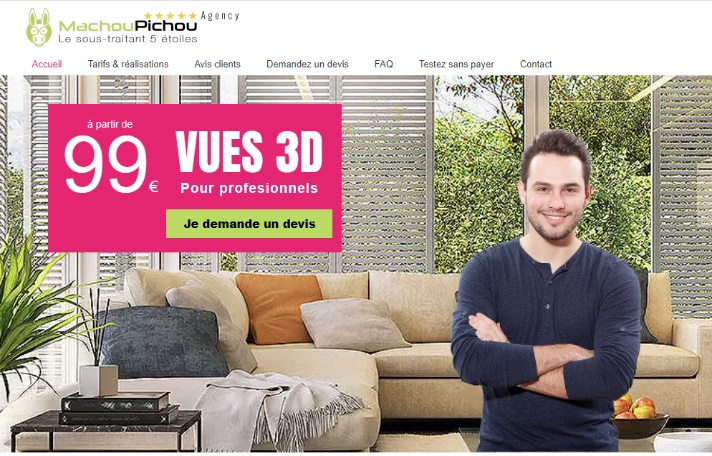 Agency
MachouPichou
Le sous-traitant 5 étoiles
Accueil Tarifs & réalisations Avis clients Demandez un devis FAQ Testez sans payer Contact
à partir de
99€
VUES 3D
Pour profesionnels
Je demande un devis